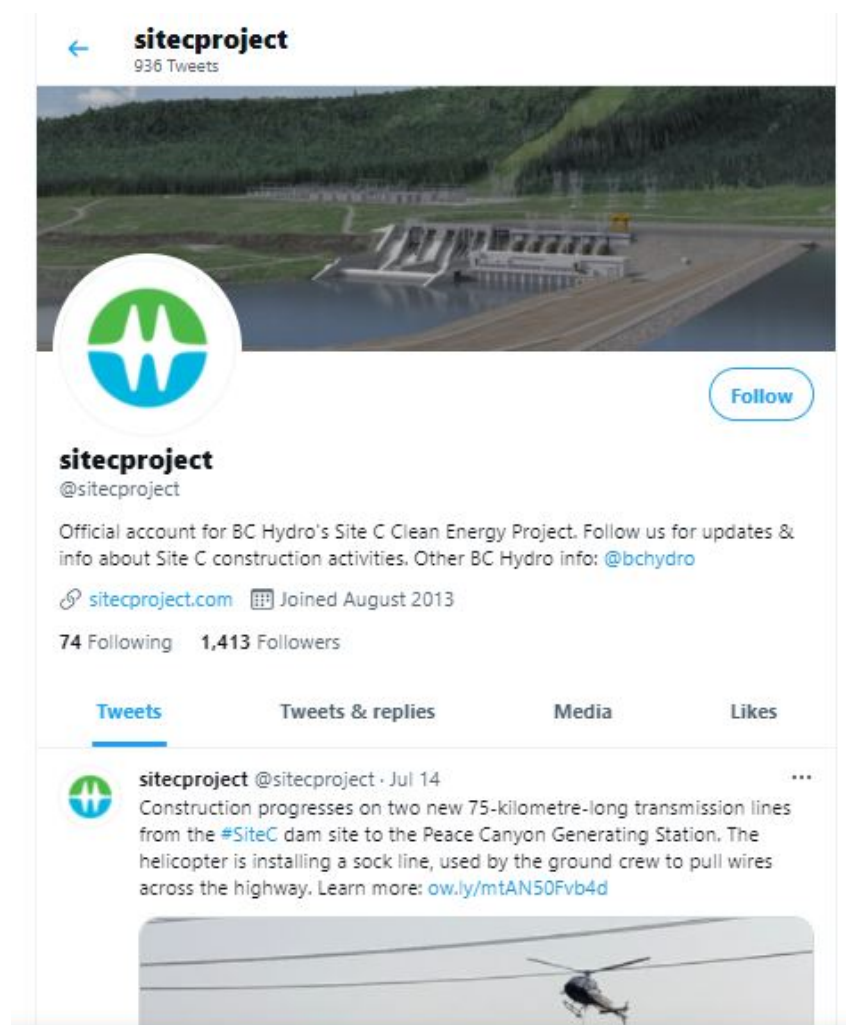 sitecproject
936 Tweets
Follow
sitecproject
@sitecproject
Official account for BC Hydro's Site C Clean Energy Project. Follow us for updates &
info about Site C construction activities. Other BC Hydro info: @bchydro
sitecproject.com Joined August 2013
74 Following 1,413 Followers
Tweets Tweets & replies Media Likes
sitecproject @sitecproject · Jul 14
Construction progresses on two new 75-kilometre-long transmission lines
from the #SiteC dam site to the Peace Canyon Generating Station. The
helicopter is installing a sock line, used by the ground crew to pull wires
across the highway. Learn more: ow.ly/mtAN50Fvb4d